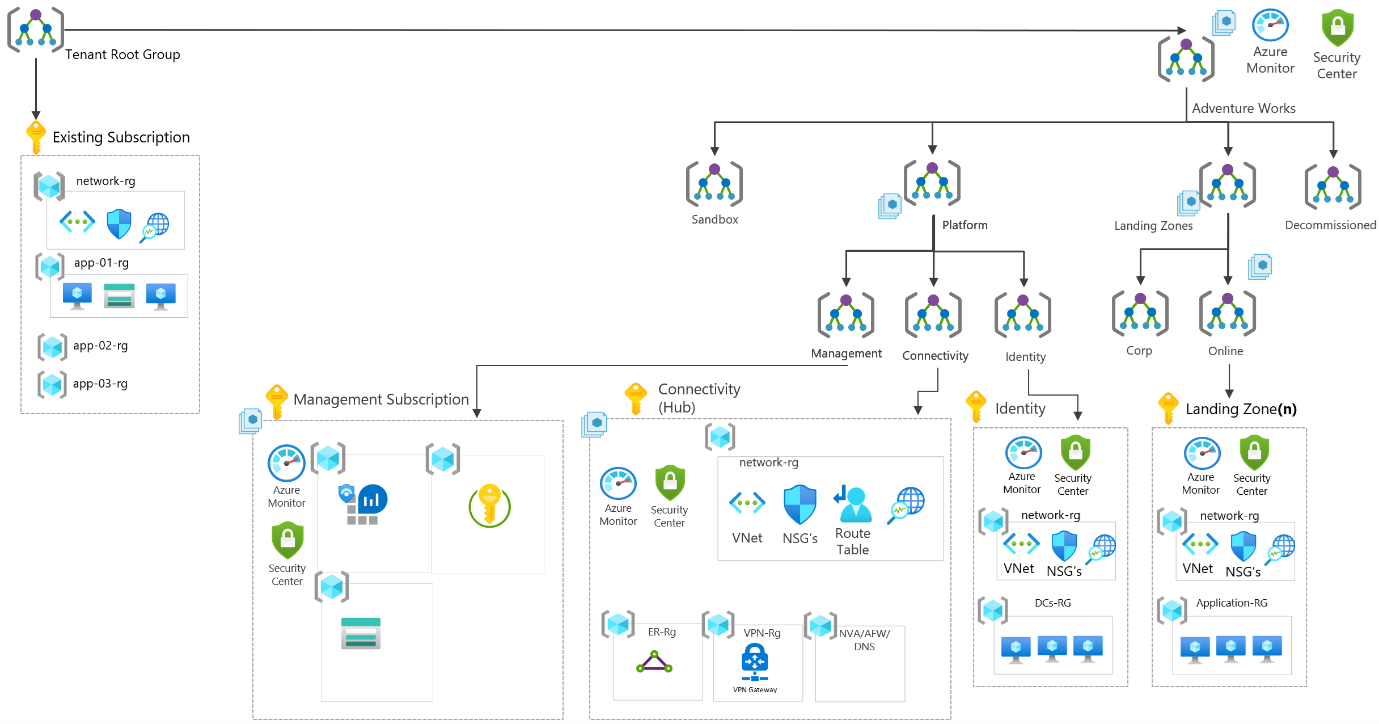 Tenant Root Group
Azure
Monitor
Security
Center
Adventure Works
Existing Subscription
network-rg
app-01-rg
app-02-rg
app-03-rg
Sandbox
Platform
Landing Zones
Decommissioned
Management
Connectivity
Identity
Corp
Online
Management Subscription
Azure
Monitor
Security
Center
Connectivity
(Hub)
Azure
Monitor
Security
Center
network-rg
VNet
NSG's
Route
Table
ER-Rg
VPN-Rg
VPN Gateway
NVA/AFW/
DNS
Identity
Azure
Monitor
Security
Center
network-rg
VNet
NSG's
DCs-RG
Landing Zone(n)
Azure
Monitor
Security
Center
network-rg
VNet
NSG's
Application-RG